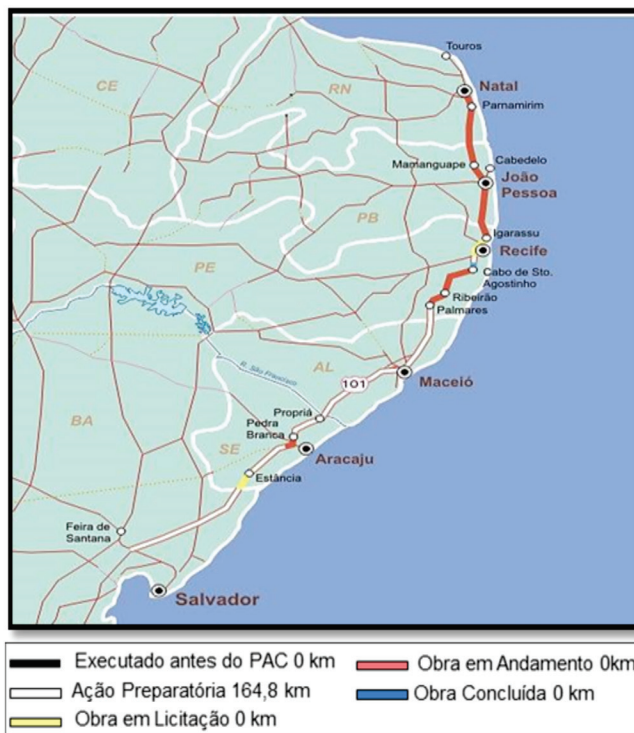 Touros
CE
RN
Natal
Parnamirim
Mamanguape
Cabedelo
João
Pessoa
PB
Igarassu
Recife
PE
Cabo de Sto.
Agostinho
Ribeirão
Palmares
R. São Francisco
AL
101
Maceió
BA
Propriá
Pedra
Branca
SE
Aracaju
Estância
Feira de
Santana
Salvador
Executado antes do PAC 0 km
Obra em Andamento 0km
Ação Preparatória 164,8 km
Obra Concluída 0 km
Obra em Licitação 0 km